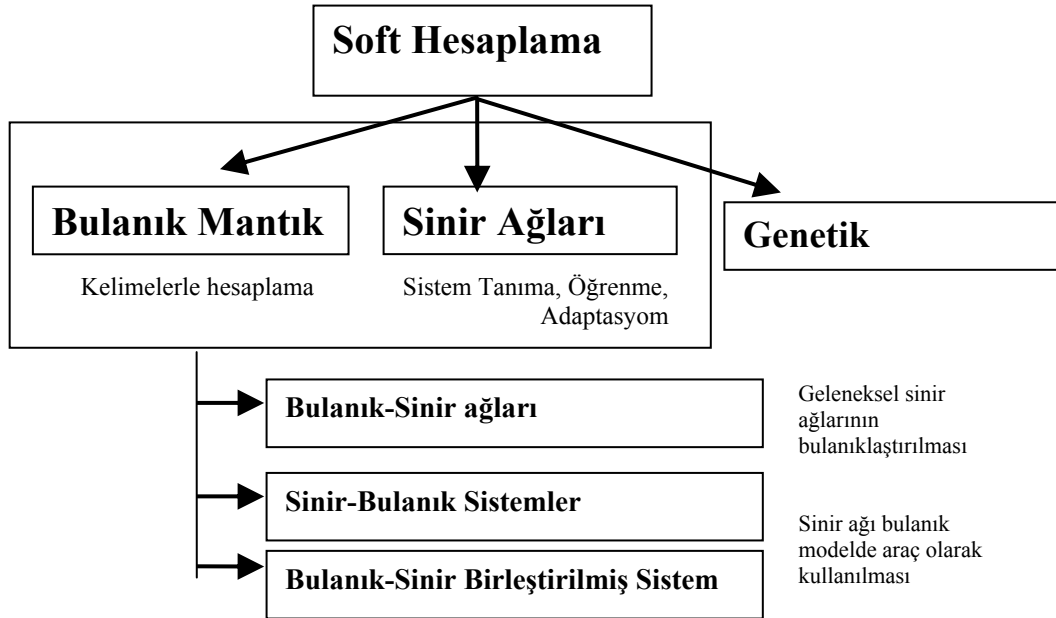 Soft Hesaplama
Bulanık Mantık
Sinir Ağları
Genetik
Kelimelerle hesaplama
Sistem Tanıma, Öğrenme,
Adaptasyom
Bulanık-Sinir ağları
Geleneksel sinir
ağlarının
bulanıklaştırılması
Sinir-Bulanık Sistemler
Sinir ağı bulanık
modelde araç olarak
kullanılması
Bulanık-Sinir Birleştirilmiş Sistem